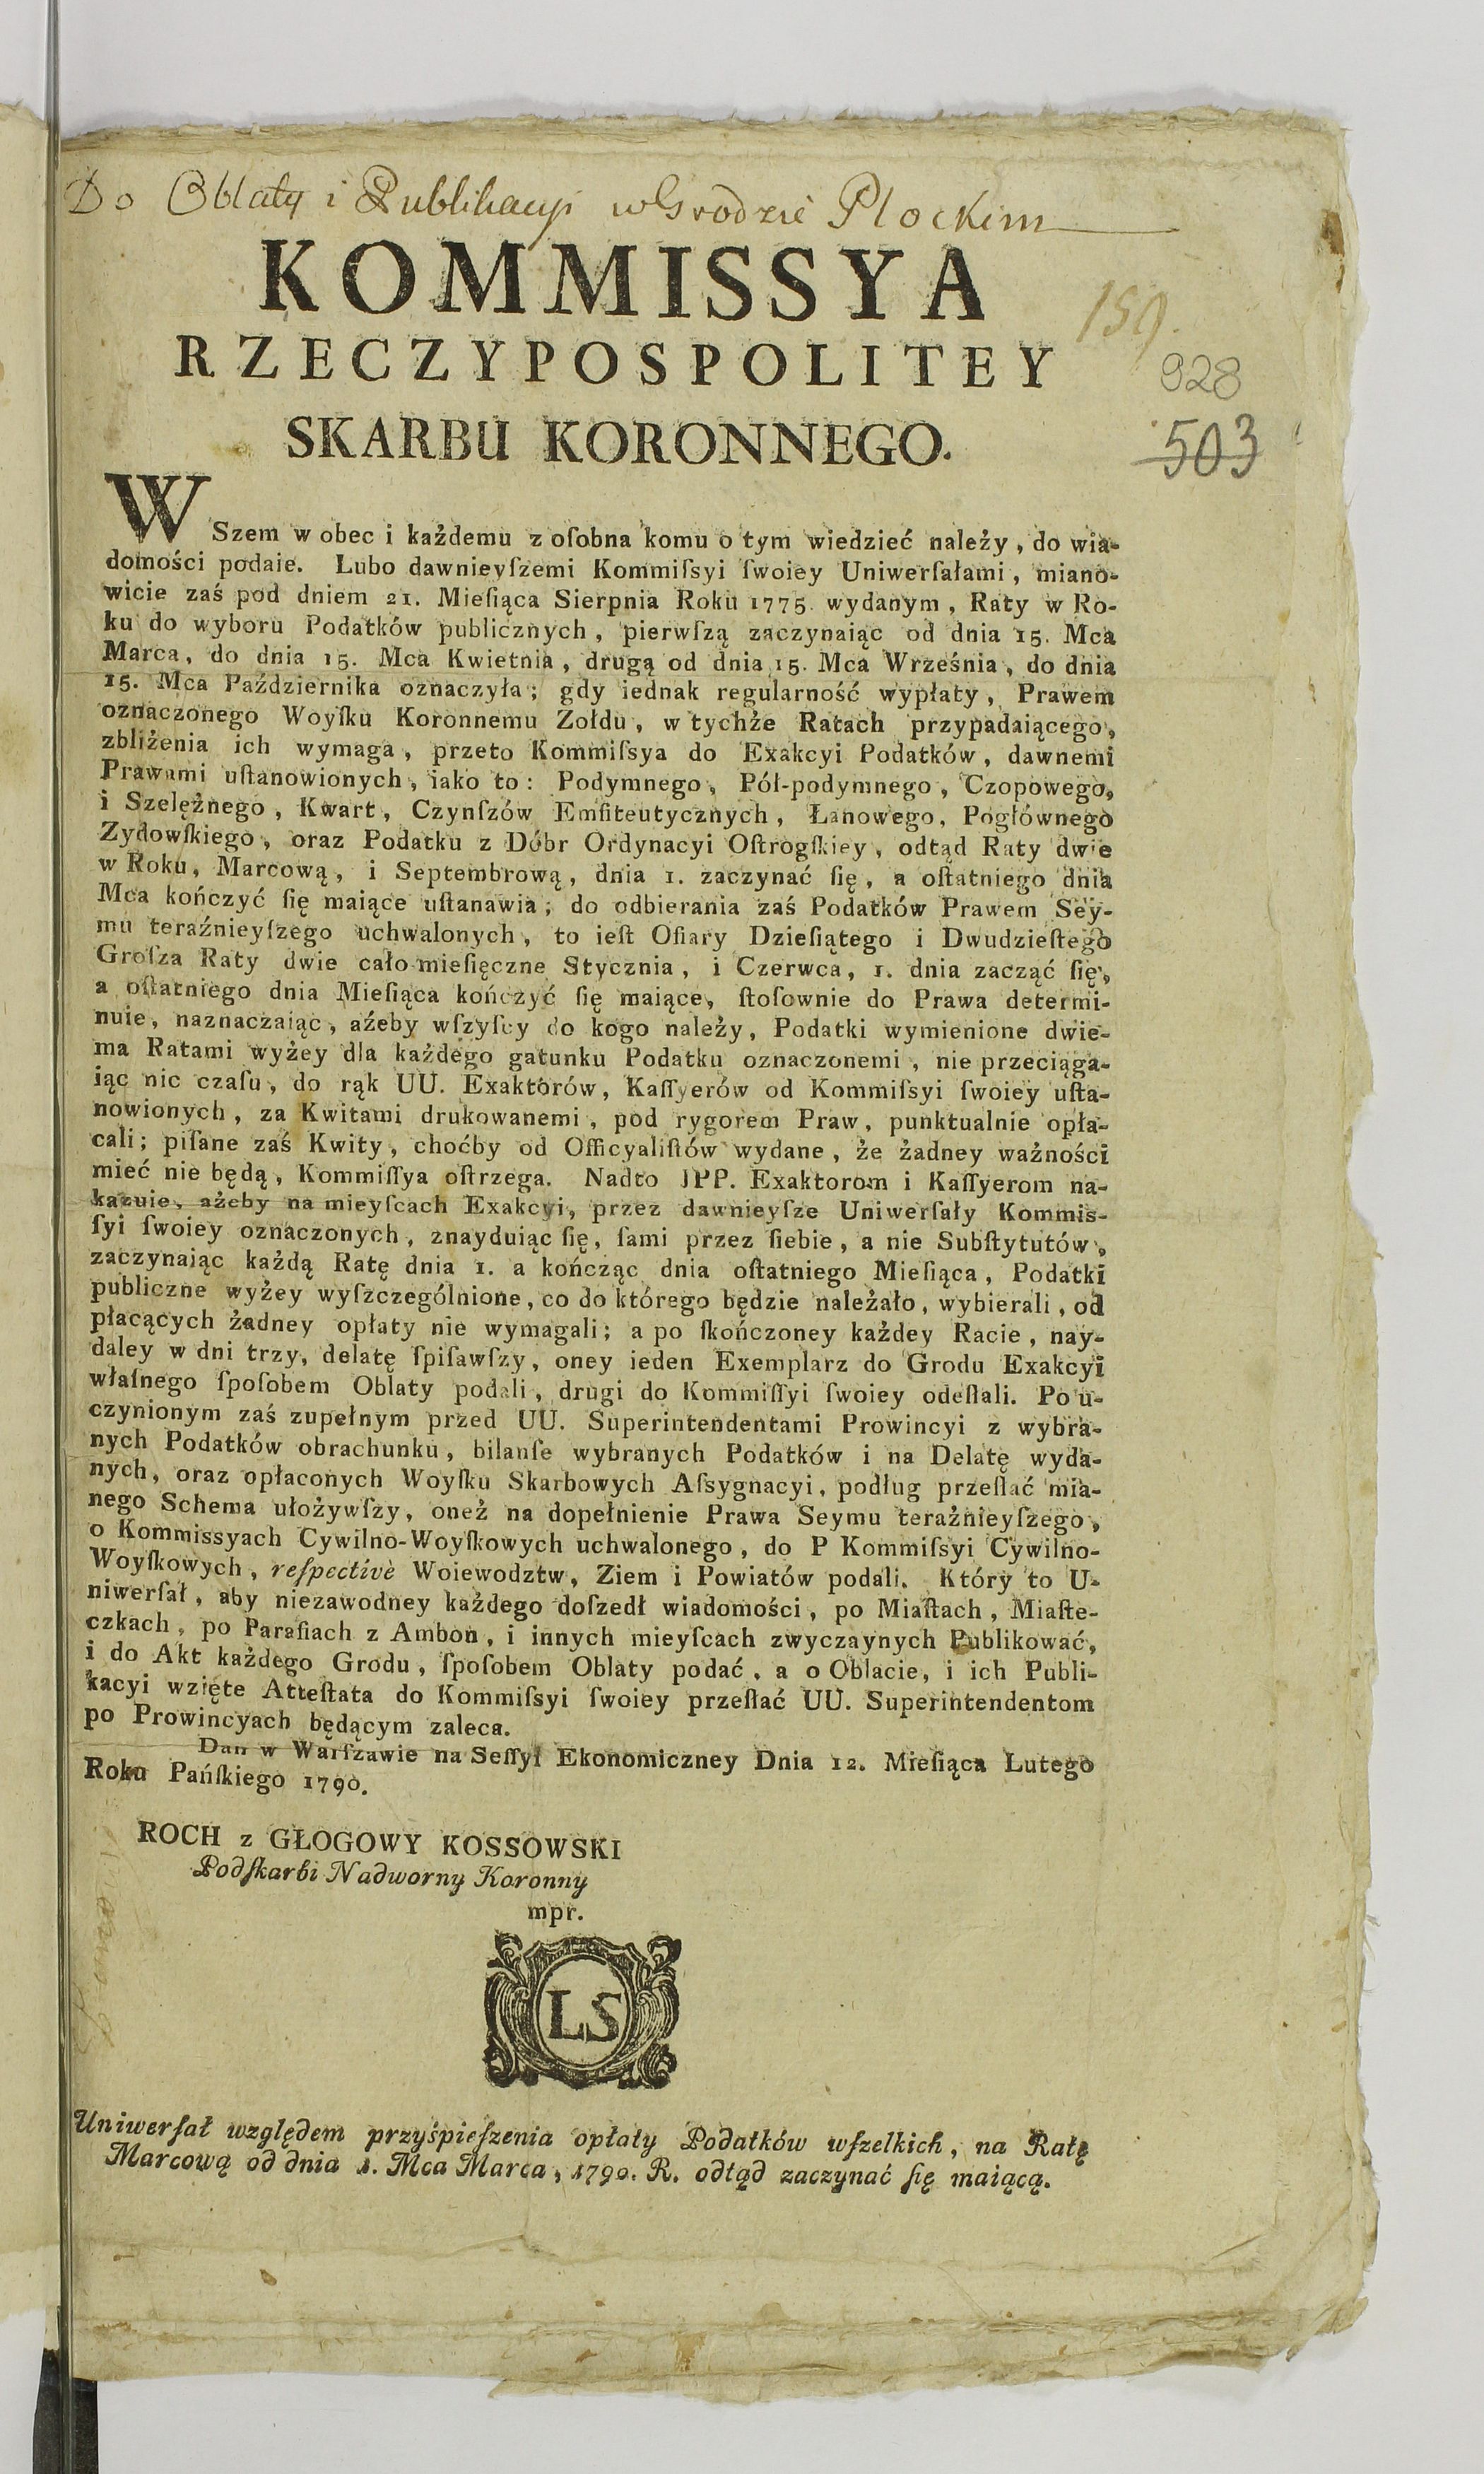 Do Oblaty i Publikacyi w Grodzie Plockim
KOMMISSYA
159.
RZECZYPOSPOLITEY
928
SKARBU KORONNEGO.
503
WSzem w obec i każdemu z oſobna komu o tym wiedzieć należy, do wia-
domości podaie. Lubo dawnieyſzemi Kommiſsyi ſwoiey Uniwerſałami, miano-
wicie zaś pod dniem 21. Mieſiąca Sierpnia Roku 1775. wydanym, Raty w Ro-
ku do wyboru Podatków publicznych, pierwſzą zaczynaiąc od dnia 15. Mca
Marca, do dnia 15. Mca Kwietnia, drugą od dnia 15. Mca Września, do dnia
15. Mca Października oznaczyła; gdy iednak regularność wypłaty, Prawem
oznaczonego Woyſku Koronnemu Zołdu, w tychże Ratach przypadaiącego,
zbliżenia ich wymaga, przeto Kommiſsya do Exakcyi Podatków, dawnemi
Prawami uſtanowionych, iako to: Podymnego, Pół-podymnego, Czopowego,
i Szelężnego, Kwart, Czynſzów Emfiteutycznych, Łanowego, Pogłównego
Zydowſkiego, oraz Podatku z Dóbr Ordynacyi Oſtrogſkiey, odtąd Raty dwie
w Roku, Marcową, i Septembrową, dnia 1. zaczynać ſię, a oſtatniego dnia
Mca kończyć ſię maiące uſtanawia; do odbierania zaś Podatków Prawem Sey-
mu teraźnieyſzego uchwalonych, to ieſt Ofiary Dzieſiątego i Dwudzieſtego
Groſza Raty dwie cało-mieſięczne Stycznia, i Czerwca, 1. dnia zacząć ſię,
a oſtatniego dnia Mieſiąca kończyć ſię maiące, ſtoſownie do Prawa determi-
nuie, naznaczaiąc, ażeby wſzyſcy do kogo należy, Podatki wymienione dwie-
ma Ratami wyżey dla każdego gatunku Podatku oznaczonemi, nie przeciąga-
iąc nic czaſu, do rąk UU. Exaktorów, Kaſſyerów od Kommiſsyi ſwoiey uſta-
nowionych, za Kwitami drukowanemi, pod rygorem Praw, punktualnie opła-
cali; piſane zaś Kwity, choćby od Officyaliſtów wydane, że żadney ważności
mieć nie będą, Kommiſſya oſtrzega. Nadto JPP. Exaktorom i Kaſſyerom na-
kazuie, ażeby na mieyſcach Exakcyi, przez dawnieyſze Uniwerſały Kommis-
ſyi ſwoiey oznaczonych, znayduiąc ſię, ſami przez ſiebie, a nie Subſtytutów,
zaczynaiąc każdą Ratę dnia 1. a kończąc dnia oſtatniego Mieſiąca, Podatki
publiczne wyżey wyſzczególnione, co do którego będzie należało, wybierali, od
płacących żadney opłaty nie wymagali; a po ſkończoney każdey Racie, nay-
daley w dni trzy, delatę ſpiſawſzy, oney ieden Exemplarz do Grodu Exakcyi
właſnego ſpoſobem Oblaty podali, drugi do Kommiſſyi ſwoiey odeſłali. Po u-
czynionym zaś zupełnym przed UU. Superintendentami Prowincyi z wybra-
nych Podatków obrachunku, bilanſe wybranych Podatków i na Delatę wyda-
nych, oraz opłaconych Woyſku Skarbowych Aſsygnacyi, podług przeſłać mia-
nego Schema ułożywſzy, oneż na dopełnienie Prawa Seymu teraźnieyſzego,
o Kommissyach Cywilno-Woyſkowych uchwalonego, do P Kommiſsyi Cywilno-
Woyſkowych, reſpectivè Woiewodztw, Ziem i Powiatów podali. Który to U-
niwerſał, aby niezawodney każdego doſzedł wiadomości, po Miaſtach, Miaſte-
czkach, po Parafiach z Ambon, i innych mieyſcach zwyczaynych Publikować,
i do Akt każdego Grodu, ſpoſobem Oblaty podać, a o Oblacie, i ich Publi-
kacyi wzięte Atteſtata do Kommiſsyi ſwoiey przeſłać UU. Superintendentom
po Prowincyach będącym zaleca.
Dan w Warſzawie na Seſſyi Ekonomiczney Dnia 12. Mieſiąca Lutego
Roku Pańſkiego 1790.
ROCH z GŁOGOWY KOSSOWSKI
Podſkarbi Nadworny Koronny
mpr.
LS
Uniwerſał względem przyśpieſzenia opłaty Podatków wſzelkich, na Ratę
Marcową od dnia 1. Mca Marca, 1790. R. odtąd zaczynać ſię maiącą.